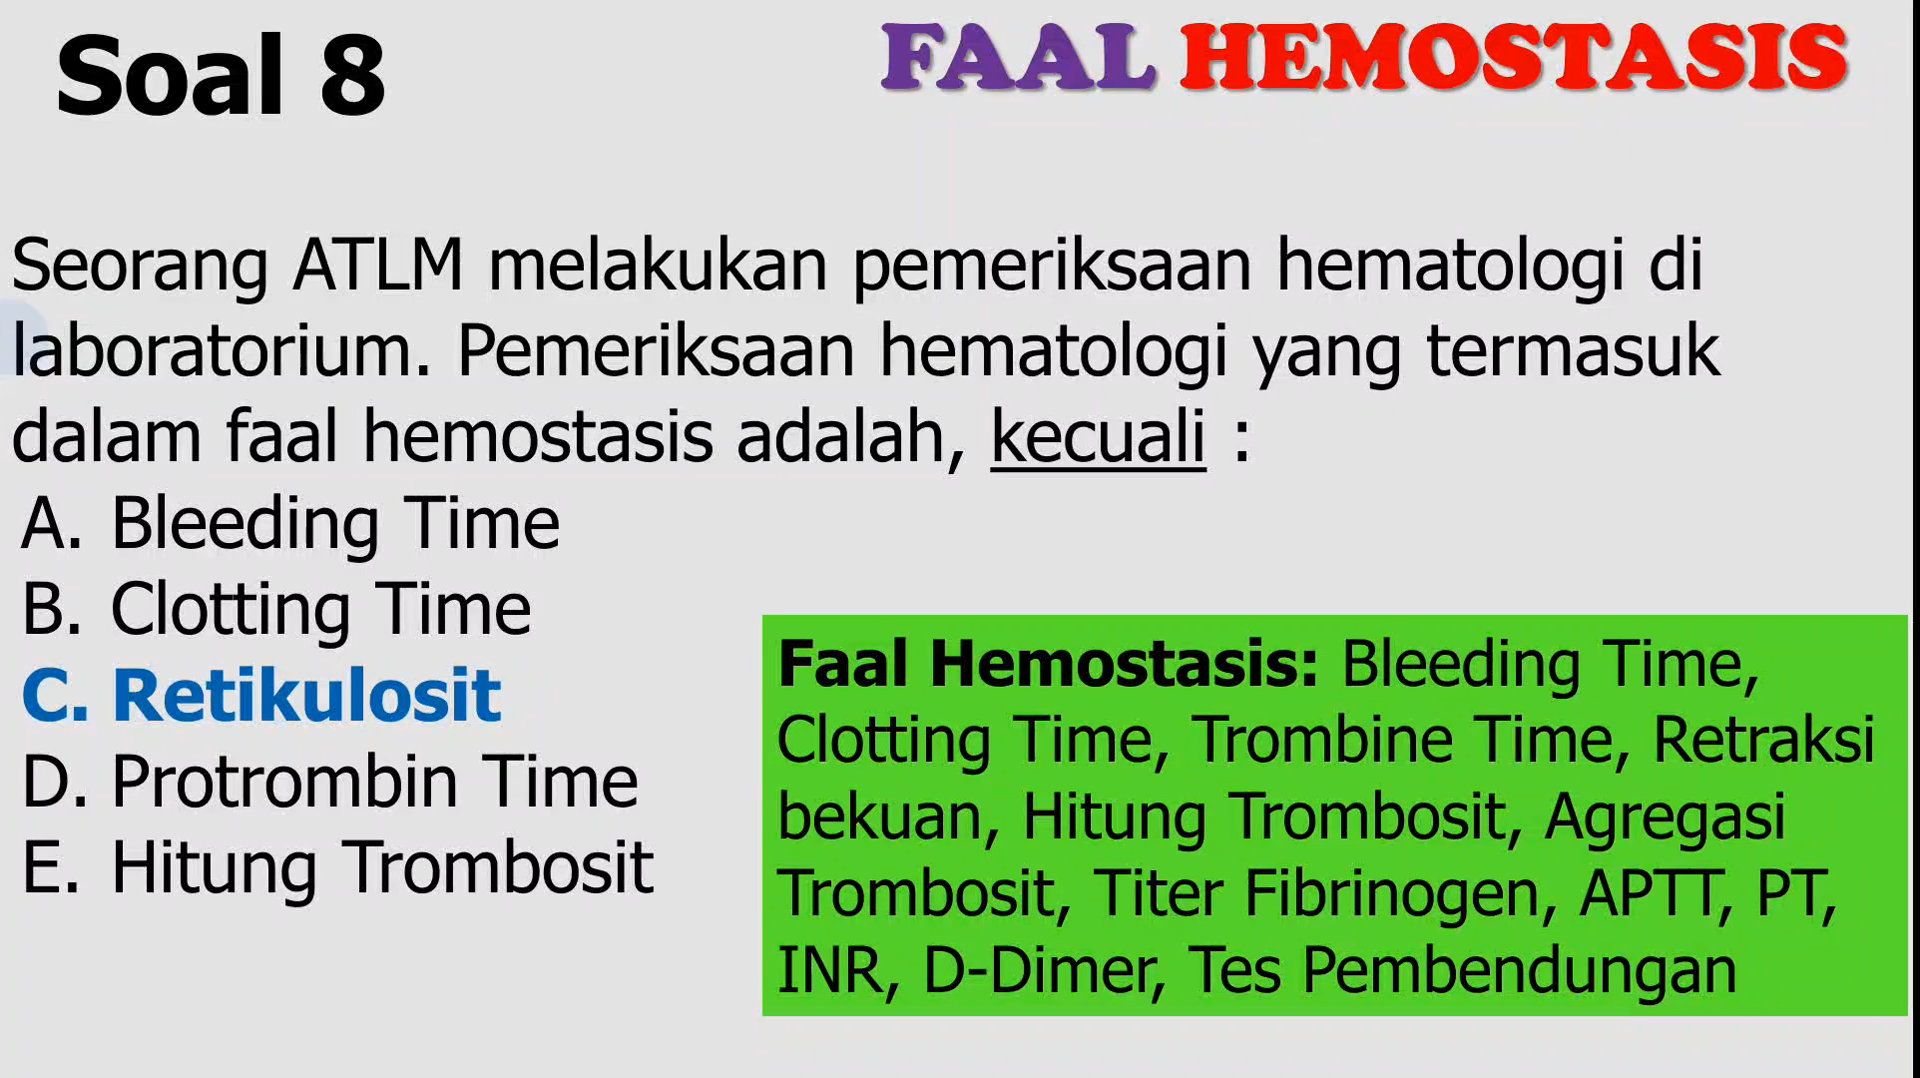 Soal 8
FAAL HEMOSTASIS
Seorang ATLM melakukan pemeriksaan hematologi di
laboratorium. Pemeriksaan hematologi yang termasuk
dalam faal hemostasis adalah, kecuali :
A. Bleeding Time
B. Clotting Time
C. Retikulosit
D. Protrombin Time
E. Hitung Trombosit
Faal Hemostasis: Bleeding Time,
Clotting Time, Trombine Time, Retraksi
bekuan, Hitung Trombosit, Agregasi
Trombosit, Titer Fibrinogen, APTT, PT,
INR, D-Dimer, Tes Pembendungan